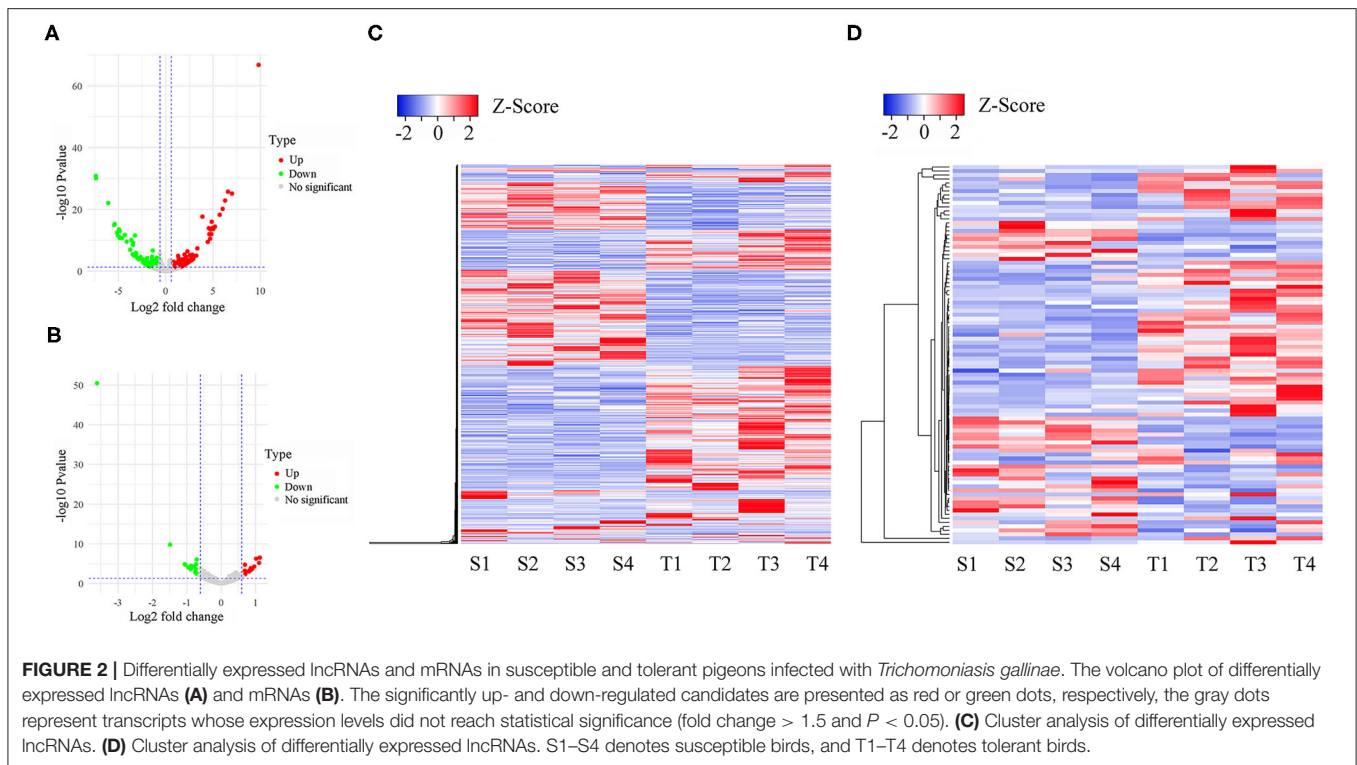 A
-log10 Pvalue
60
40
20
0
-5
0
5
10
Log2 fold change
Type
Up
Down
No significant
B
-log10 Pvalue
50
40
30
20
10
0
-3
-2
-1
0
1
Log2 fold change
Type
Up
Down
No significant
C
Z-Score
-2 0 2
S1 S2 S3 S4 T1 T2 T3 T4
D
Z-Score
-2 0 2
S1 S2 S3 S4 T1 T2 T3 T4
FIGURE 2 | Differentially expressed lncRNAs and mRNAs in susceptible and tolerant pigeons infected with Trichomoniasis gallinae. The volcano plot of differentially
expressed lncRNAs (A) and mRNAs (B). The significantly up- and down-regulated candidates are presented as red or green dots, respectively, the gray dots
represent transcripts whose expression levels did not reach statistical significance (fold change > 1.5 and P < 0.05). (C) Cluster analysis of differentially expressed
lncRNAs. (D) Cluster analysis of differentially expressed lncRNAs. S1–S4 denotes susceptible birds, and T1–T4 denotes tolerant birds.